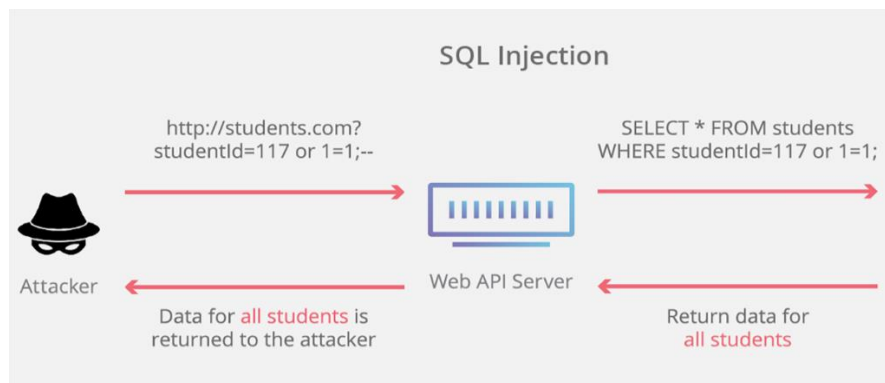 SQL Injection
http://students.com?
studentId=117 or 1=1;--
SELECT * FROM students
WHERE studentId=117 or 1=1;
Attacker
Web API Server
Data for all students is
returned to the attacker
Return data for
all students